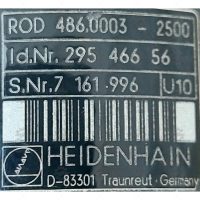 ROD 486.0003 - 2500
Id.Nr. 295 466 56
S.Nr.7 161 996 U10
HEIDENHAIN
D-83301 Traunreut · Germany